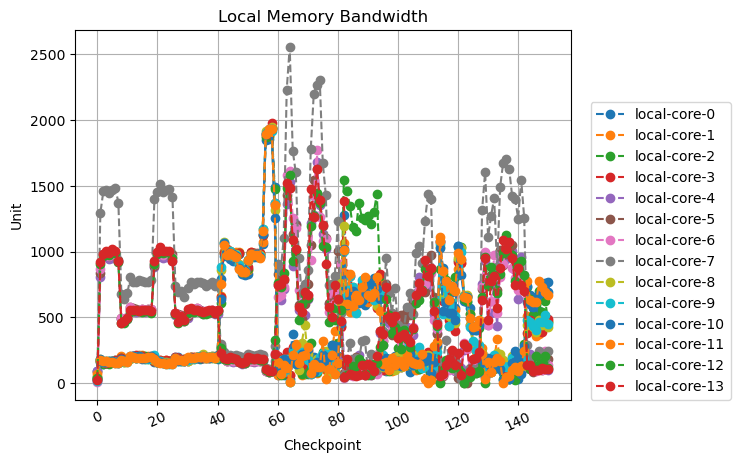 Local Memory Bandwidth
Unit
2500
2000
1500
1000
500
0
0 20 40 60 80 100 120 140
Checkpoint
local-core-0
local-core-1
local-core-2
local-core-3
local-core-4
local-core-5
local-core-6
local-core-7
local-core-8
local-core-9
local-core-10
local-core-11
local-core-12
local-core-13